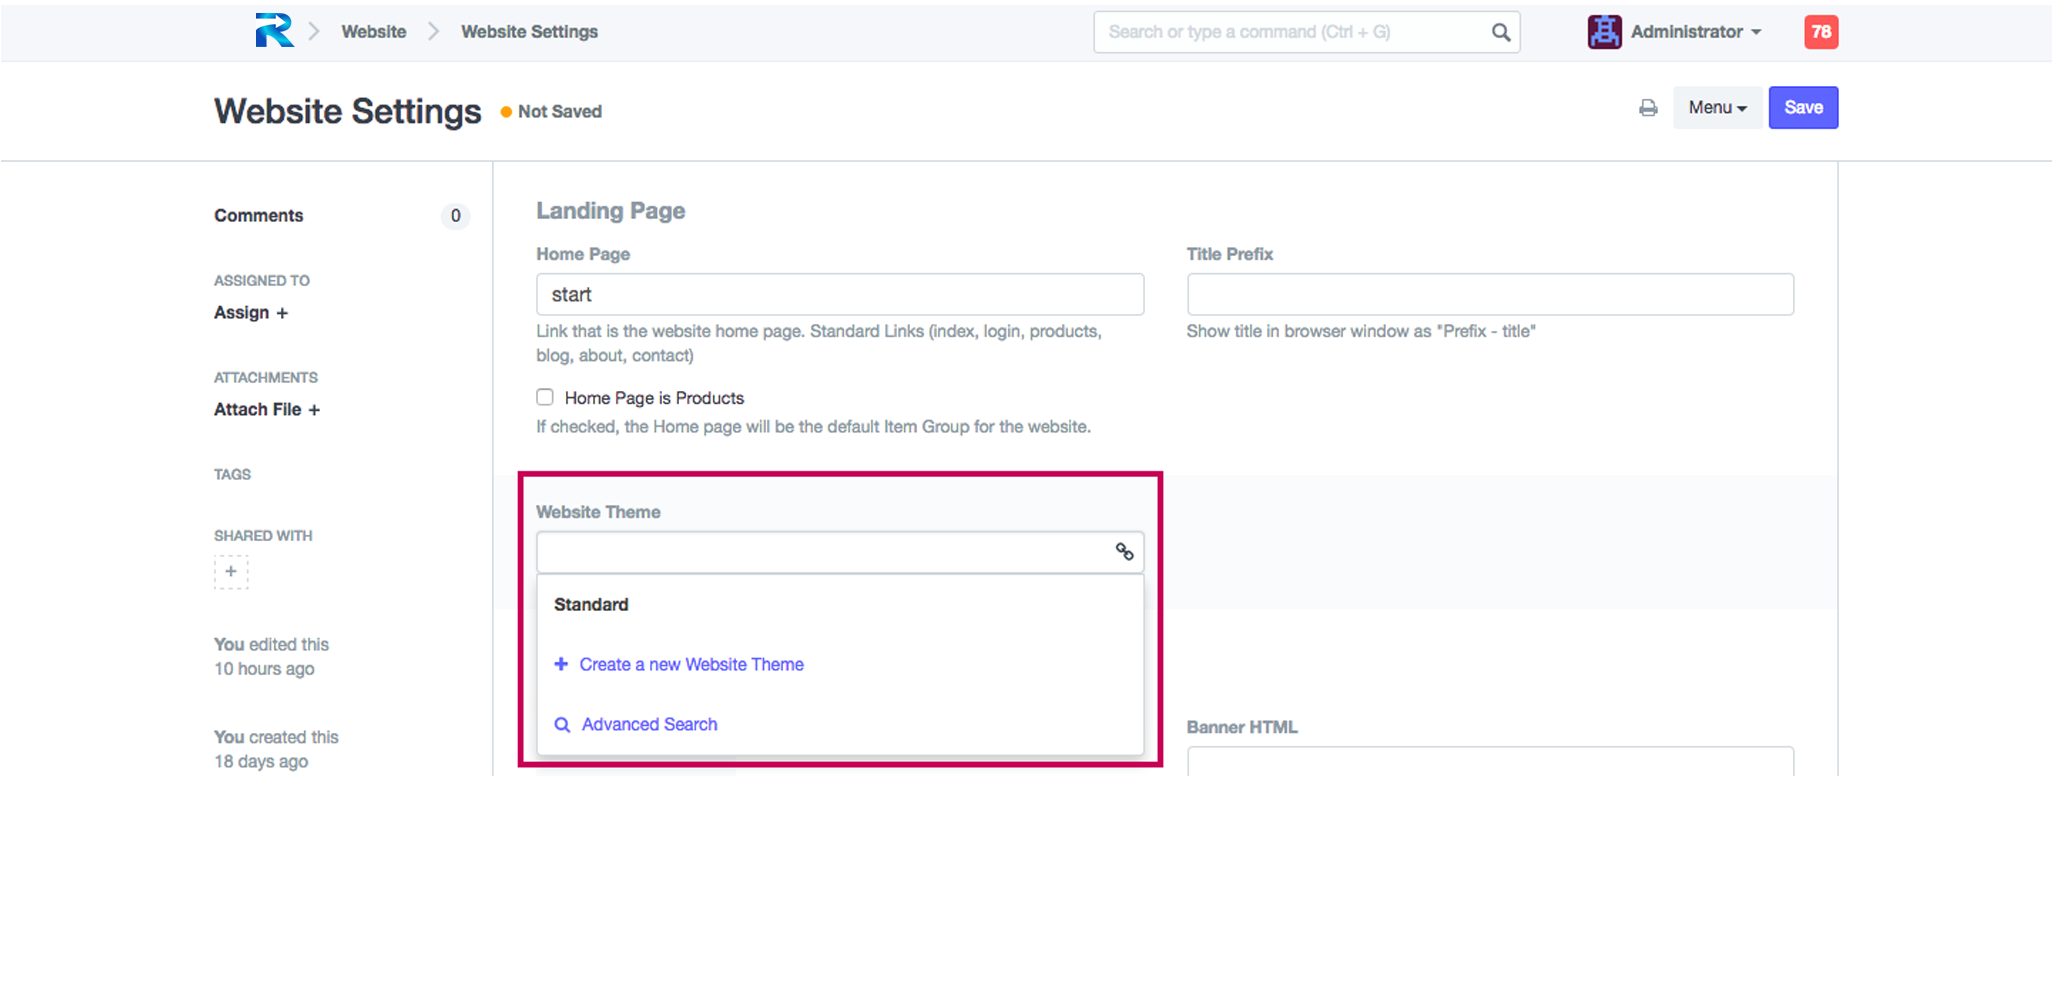 Website
Website Settings
Search or type a command (Ctrl + G)
Administrator
78
Website Settings
Not Saved
Menu
Save
Comments
0
ASSIGNED TO
Assign +
ATTACHMENTS
Attach File +
TAGS
SHARED WITH
+
You edited this
10 hours ago
You created this
18 days ago
Landing Page
Home Page
start
Link that is the website home page. Standard Links (index, login, products,
blog, about, contact)
Home Page is Products
If checked, the Home page will be the default Item Group for the website.
Title Prefix
Show title in browser window as "Prefix - title"
Website Theme
Standard
+ Create a new Website Theme
Advanced Search
Banner HTML